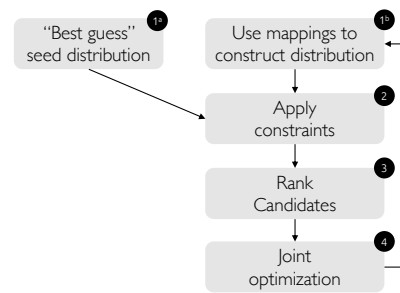 1a
“Best guess”
seed distribution
1b
Use mappings to
construct distribution
2
Apply
constraints
3
Rank
Candidates
4
Joint
optimization